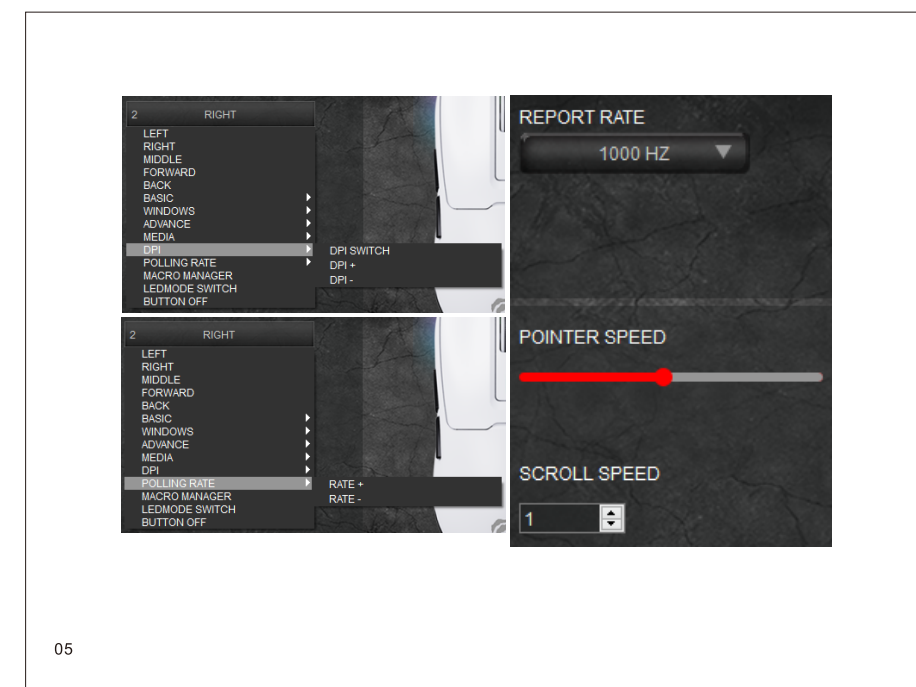 2 RIGHT
LEFT
RIGHT
MIDDLE
FORWARD
BACK
BASIC
WINDOWS
ADVANCE
MEDIA
DPI
POLLING RATE
MACRO MANAGER
LEDMODE SWITCH
BUTTON OFF
DPI SWITCH
DPI +
DPI -
2 RIGHT
LEFT
RIGHT
MIDDLE
FORWARD
BACK
BASIC
WINDOWS
ADVANCE
MEDIA
DPI
POLLING RATE
MACRO MANAGER
LEDMODE SWITCH
BUTTON OFF
RATE +
RATE -
REPORT RATE
1000 HZ
POINTER SPEED
SCROLL SPEED
1
05